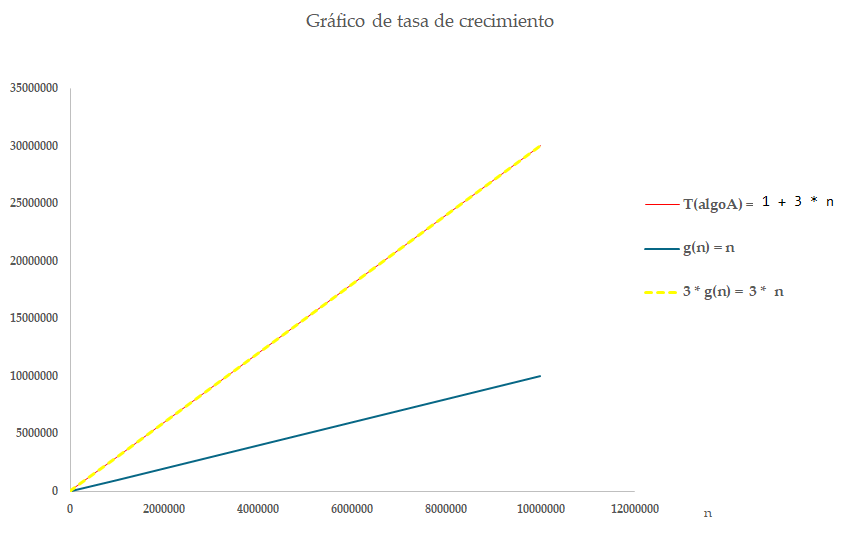 Gráfico de tasa de crecimiento
35000000
30000000
25000000
20000000
15000000
10000000
5000000
0
0 2000000 4000000 6000000 8000000 10000000 12000000
n
T(algoA) = 1 + 3 * n
g(n) = n
3 * g(n) = 3 * n